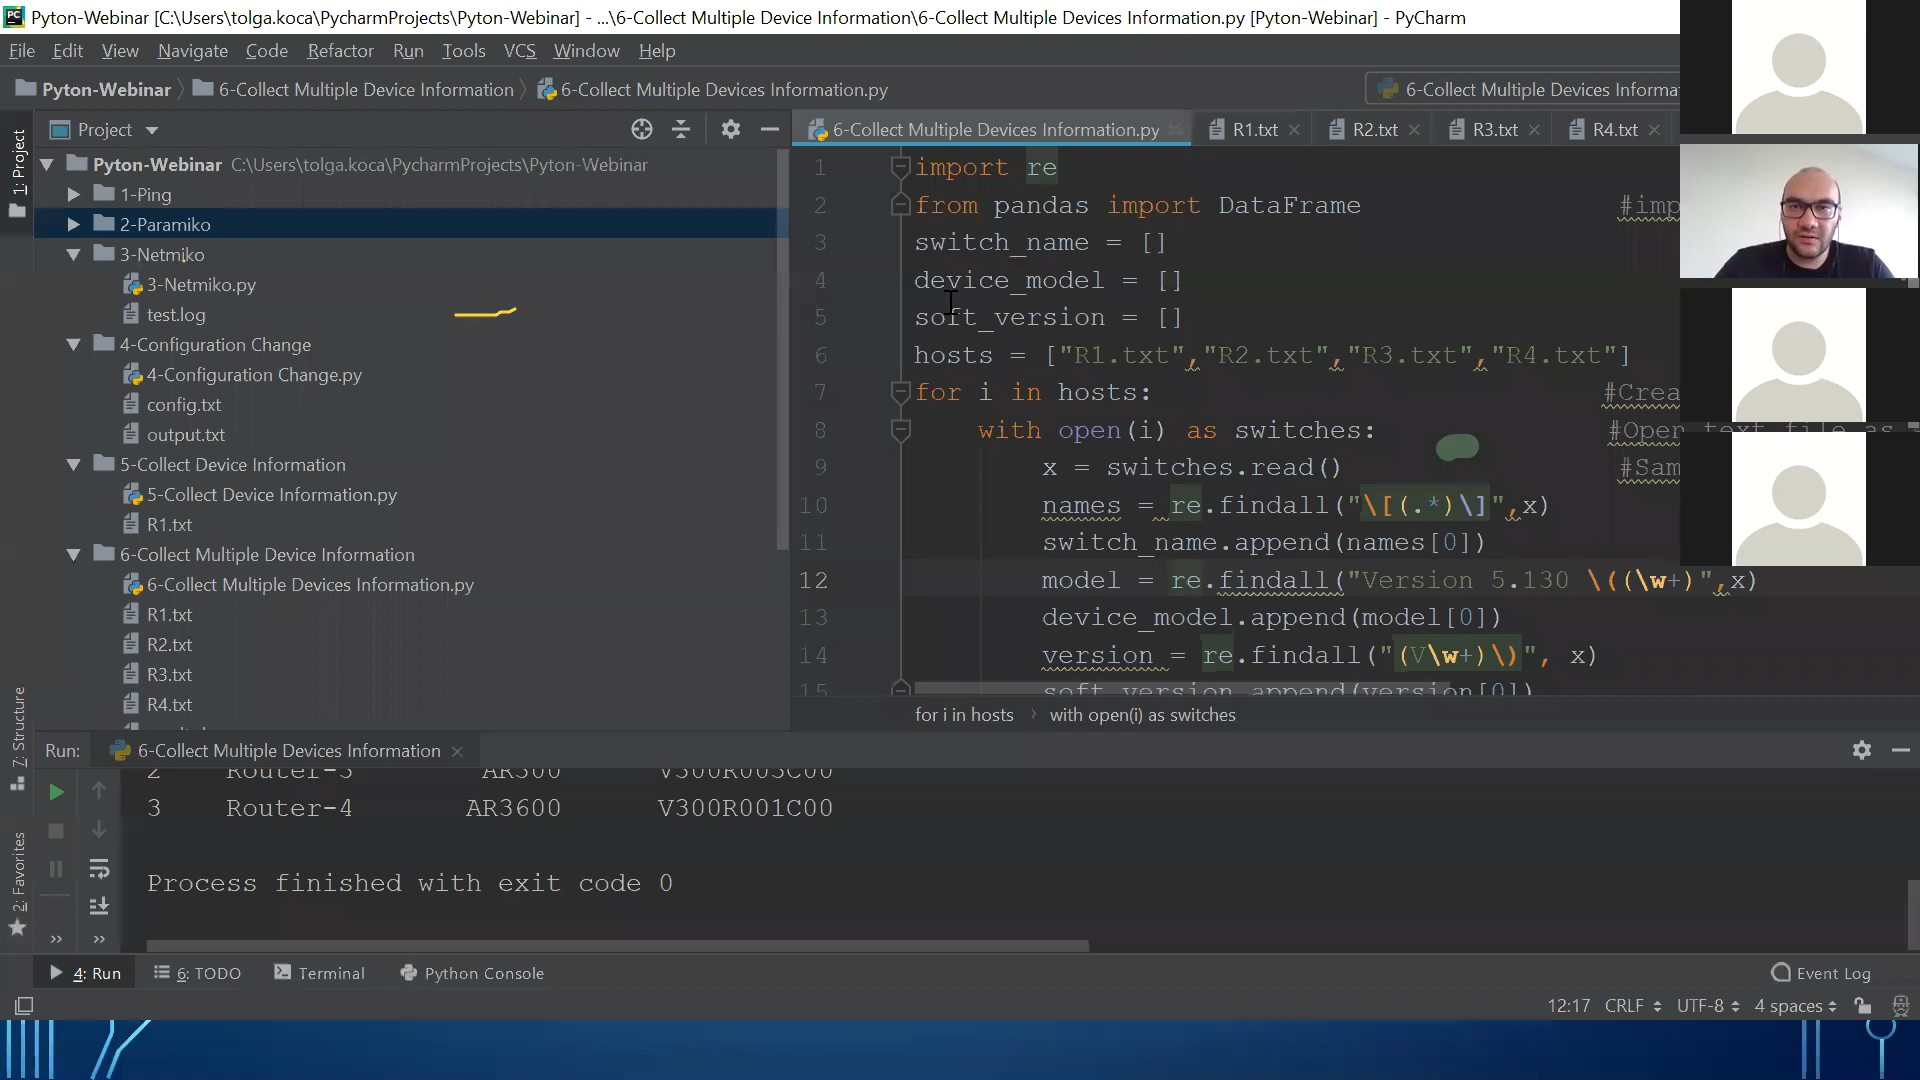 Pyton-Webinar [C:\Users\tolga.koca\PycharmProjects\Pyton-Webinar] - ...\6-Collect Multiple Device Information\6-Collect Multiple Devices Information.py [Pyton-Webinar] - PyCharm
File Edit View Navigate Code Refactor Run Tools VCS Window Help
Pyton-Webinar 6-Collect Multiple Device Information 6-Collect Multiple Devices Information.py 6-Collect Multiple Devices Informa
1: Project
Project
6-Collect Multiple Devices Information.py R1.txt R2.txt R3.txt R4.txt
Pyton-Webinar C:\Users\tolga.koca\PycharmProjects\Pyton-Webinar
1-Ping
2-Paramiko
3-Netmiko
3-Netmiko.py
test.log
4-Configuration Change
4-Configuration Change.py
config.txt
output.txt
5-Collect Device Information
5-Collect Device Information.py
R1.txt
6-Collect Multiple Device Information
6-Collect Multiple Devices Information.py
R1.txt
R2.txt
R3.txt
R4.txt
1 import re
2 from pandas import DataFrame #imp
3 switch_name = []
4 device_model = []
5 soft_version = []
6 hosts = ["R1.txt","R2.txt","R3.txt","R4.txt"]
7 for i in hosts: #Crea
8 with open(i) as switches: #Open text file as s
9 x = switches.read() #Sam
10 names = re.findall("\[(.*)\]",x)
11 switch_name.append(names[0])
12 model = re.findall("Version 5.130 \((\w+)",x)
13 device_model.append(model[0])
14 version = re.findall("(V\w+)\)", x)
15 soft_version.append(version[0])
for i in hosts with open(i) as switches
7: Structure
2: Favorites
Run: 6-Collect Multiple Devices Information
2 Router-3 AR300 V300R003C00
3 Router-4 AR3600 V300R001C00
Process finished with exit code 0
4: Run 6: TODO Terminal Python Console Event Log
12:17 CRLF UTF-8 4 spaces